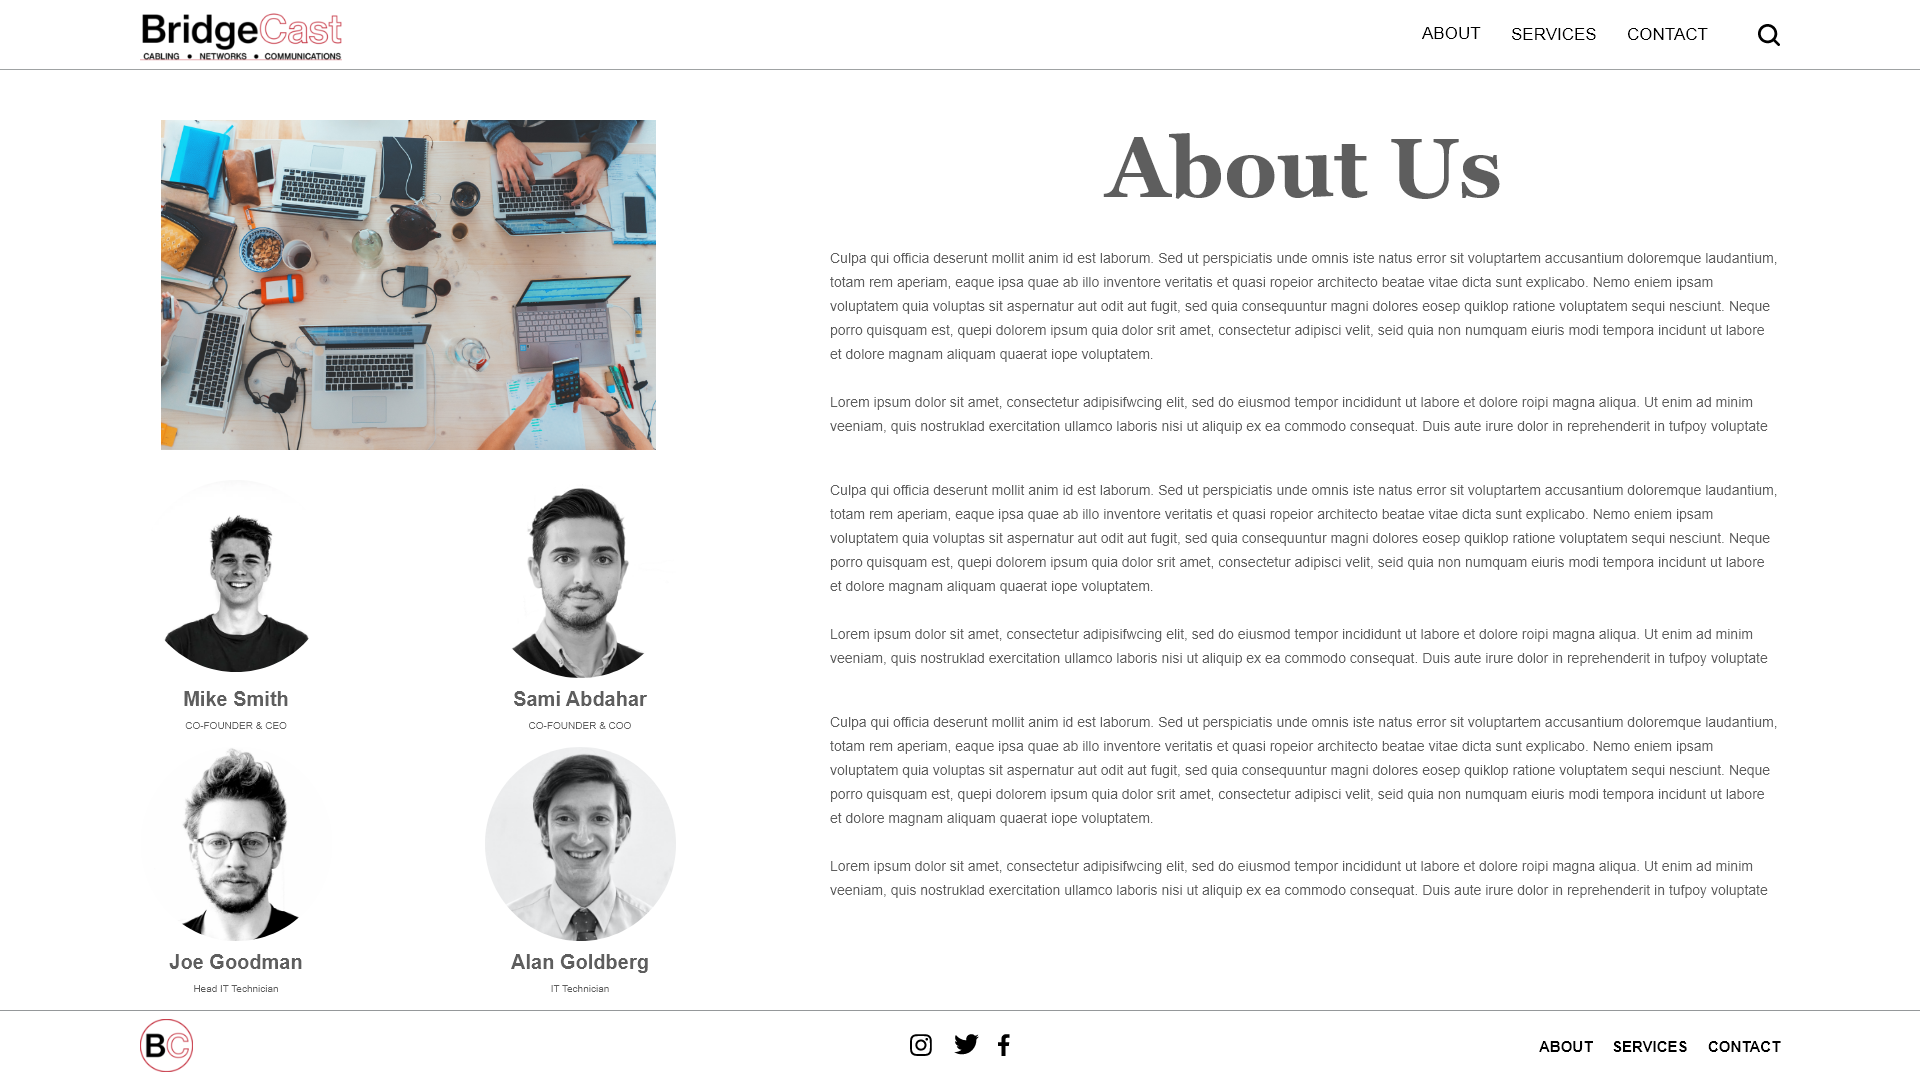 BridgeCast
CABLING • NETWORKS • COMMUNICATIONS
ABOUT SERVICES CONTACT
About Us
Culpa qui officia deserunt mollit anim id est laborum. Sed ut perspiciatis unde omnis iste natus error sit voluptartem accusantium doloremque laudantium,
totam rem aperiam, eaque ipsa quae ab illo inventore veritatis et quasi ropeior architecto beatae vitae dicta sunt explicabo. Nemo eniem ipsam
voluptatem quia voluptas sit aspernatur aut odit aut fugit, sed quia consequuntur magni dolores eosep quiklop ratione voluptatem sequi nesciunt. Neque
porro quisquam est, quepi dolorem ipsum quia dolor srit amet, consectetur adipisci velit, seid quia non numquam eiuris modi tempora incidunt ut labore
et dolore magnam aliquam quaerat iope voluptatem.
Lorem ipsum dolor sit amet, consectetur adipisifwcing elit, sed do eiusmod tempor incididunt ut labore et dolore roipi magna aliqua. Ut enim ad minim
veeniam, quis nostruklad exercitation ullamco laboris nisi ut aliquip ex ea commodo consequat. Duis aute irure dolor in reprehenderit in tufpoy voluptate
Culpa qui officia deserunt mollit anim id est laborum. Sed ut perspiciatis unde omnis iste natus error sit voluptartem accusantium doloremque laudantium,
totam rem aperiam, eaque ipsa quae ab illo inventore veritatis et quasi ropeior architecto beatae vitae dicta sunt explicabo. Nemo eniem ipsam
voluptatem quia voluptas sit aspernatur aut odit aut fugit, sed quia consequuntur magni dolores eosep quiklop ratione voluptatem sequi nesciunt. Neque
porro quisquam est, quepi dolorem ipsum quia dolor srit amet, consectetur adipisci velit, seid quia non numquam eiuris modi tempora incidunt ut labore
et dolore magnam aliquam quaerat iope voluptatem.
Lorem ipsum dolor sit amet, consectetur adipisifwcing elit, sed do eiusmod tempor incididunt ut labore et dolore roipi magna aliqua. Ut enim ad minim
veeniam, quis nostruklad exercitation ullamco laboris nisi ut aliquip ex ea commodo consequat. Duis aute irure dolor in reprehenderit in tufpoy voluptate
Culpa qui officia deserunt mollit anim id est laborum. Sed ut perspiciatis unde omnis iste natus error sit voluptartem accusantium doloremque laudantium,
totam rem aperiam, eaque ipsa quae ab illo inventore veritatis et quasi ropeior architecto beatae vitae dicta sunt explicabo. Nemo eniem ipsam
voluptatem quia voluptas sit aspernatur aut odit aut fugit, sed quia consequuntur magni dolores eosep quiklop ratione voluptatem sequi nesciunt. Neque
porro quisquam est, quepi dolorem ipsum quia dolor srit amet, consectetur adipisci velit, seid quia non numquam eiuris modi tempora incidunt ut labore
et dolore magnam aliquam quaerat iope voluptatem.
Lorem ipsum dolor sit amet, consectetur adipisifwcing elit, sed do eiusmod tempor incididunt ut labore et dolore roipi magna aliqua. Ut enim ad minim
veeniam, quis nostruklad exercitation ullamco laboris nisi ut aliquip ex ea commodo consequat. Duis aute irure dolor in reprehenderit in tufpoy voluptate
Mike Smith
CO-FOUNDER & CEO
Sami Abdahar
CO-FOUNDER & COO
Joe Goodman
Head IT Technician
Alan Goldberg
IT Technician
BC
ABOUT SERVICES CONTACT